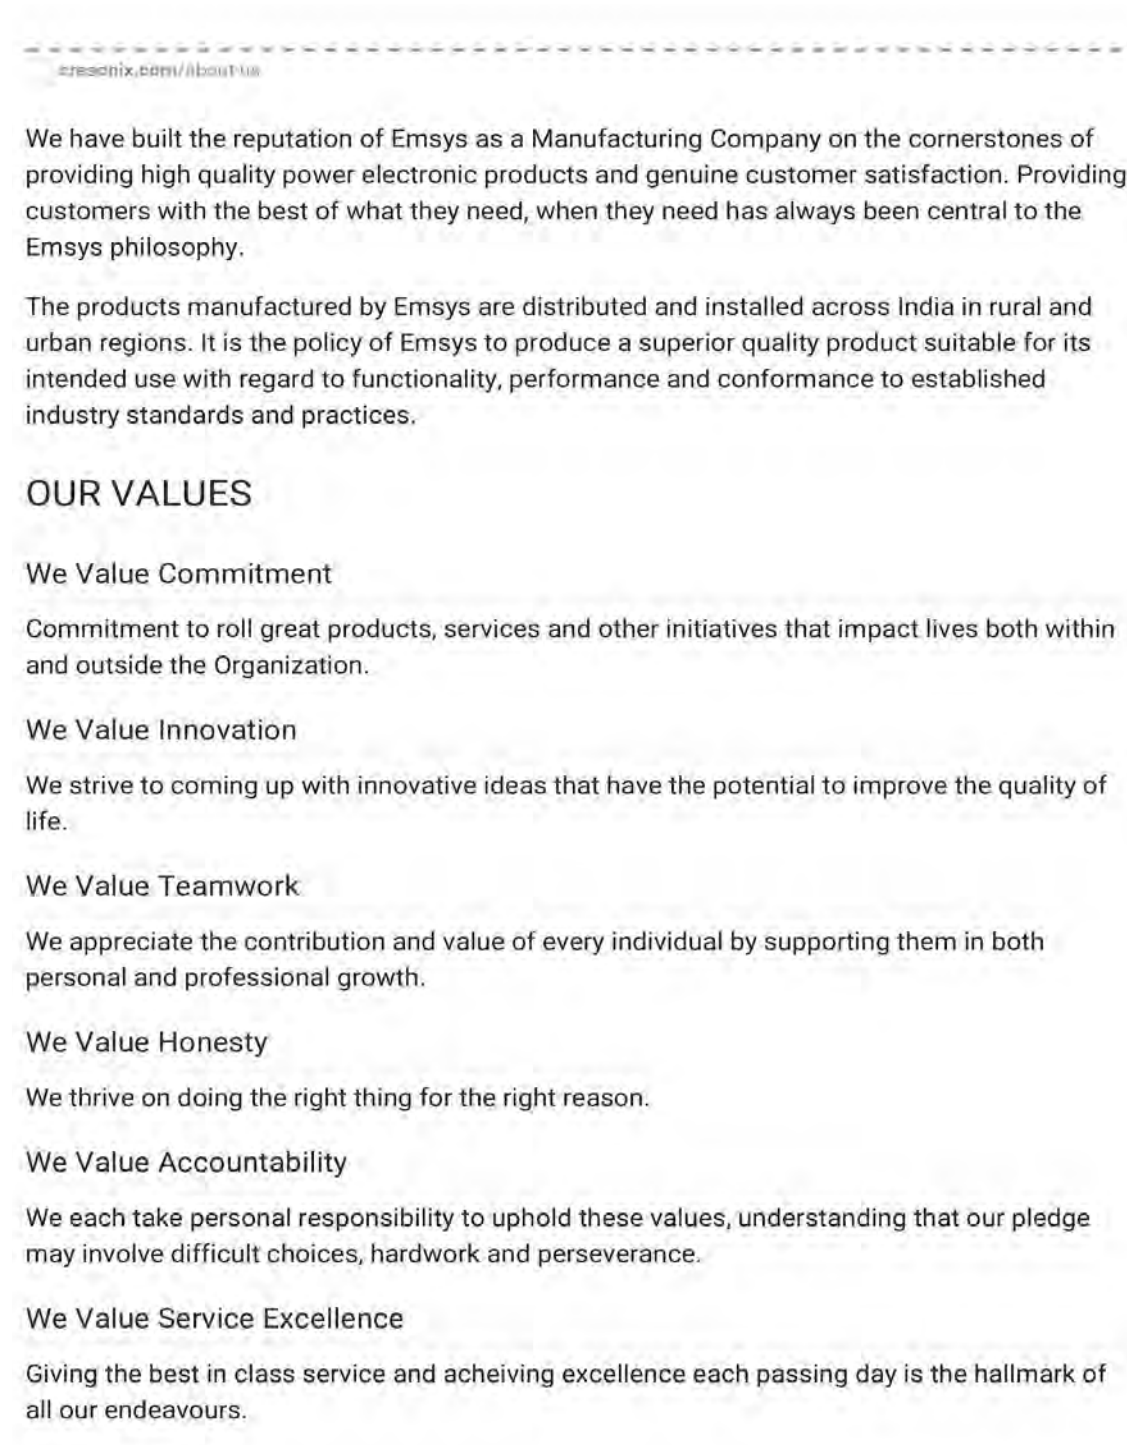 cresonix.com/about-us
We have built the reputation of Emsys as a Manufacturing Company on the cornerstones of
providing high quality power electronic products and genuine customer satisfaction. Providing
customers with the best of what they need, when they need has always been central to the
Emsys philosophy.
The products manufactured by Emsys are distributed and installed across India in rural and
urban regions. It is the policy of Emsys to produce a superior quality product suitable for its
intended use with regard to functionality, performance and conformance to established
industry standards and practices.
OUR VALUES
We Value Commitment
Commitment to roll great products, services and other initiatives that impact lives both within
and outside the Organization.
We Value Innovation
We strive to coming up with innovative ideas that have the potential to improve the quality of
life.
We Value Teamwork
We appreciate the contribution and value of every individual by supporting them in both
personal and professional growth.
We Value Honesty
We thrive on doing the right thing for the right reason.
We Value Accountability
We each take personal responsibility to uphold these values, understanding that our pledge
may involve difficult choices, hardwork and perseverance.
We Value Service Excellence
Giving the best in class service and acheiving excellence each passing day is the hallmark of
all our endeavours.